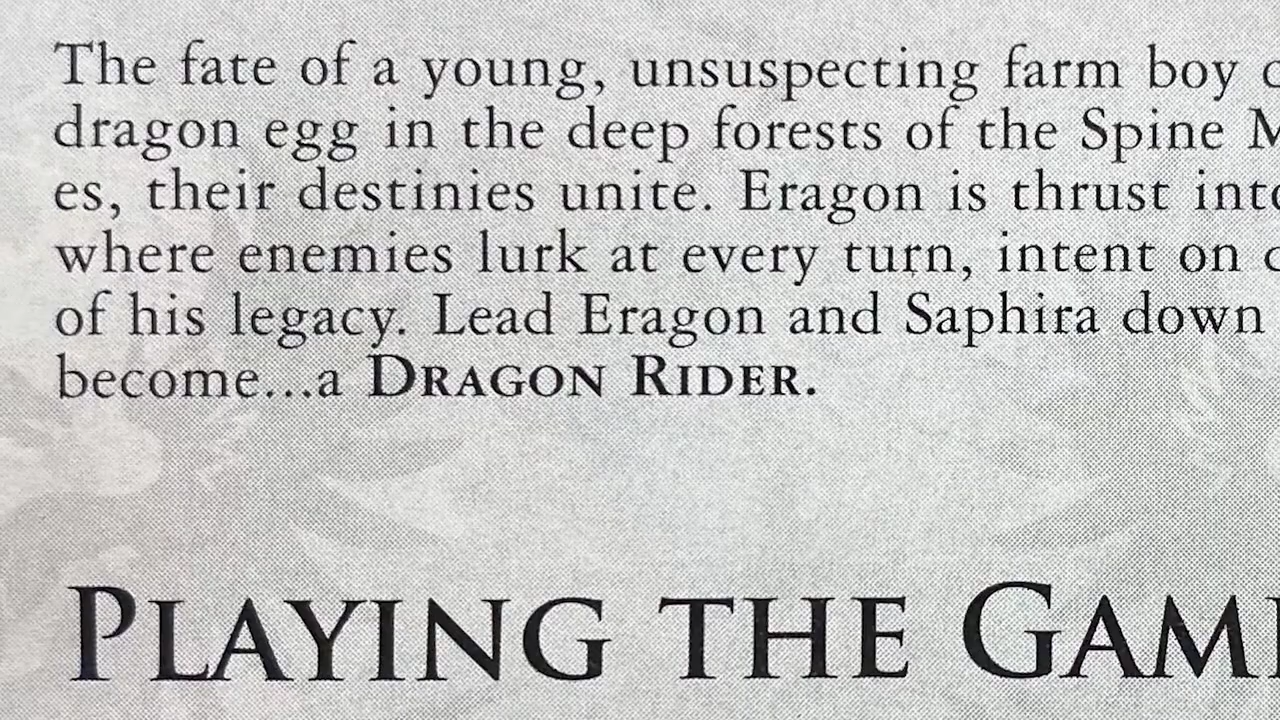 The fate of a young, unsuspecting farm boy
dragon egg in the deep forests of the Spine
es, their destinies unite. Eragon is thrust
where enemies lurk at every turn, intent on
of his legacy. Lead Eragon and Saphira down
become...a DRAGON RIDER.
PLAYING THE